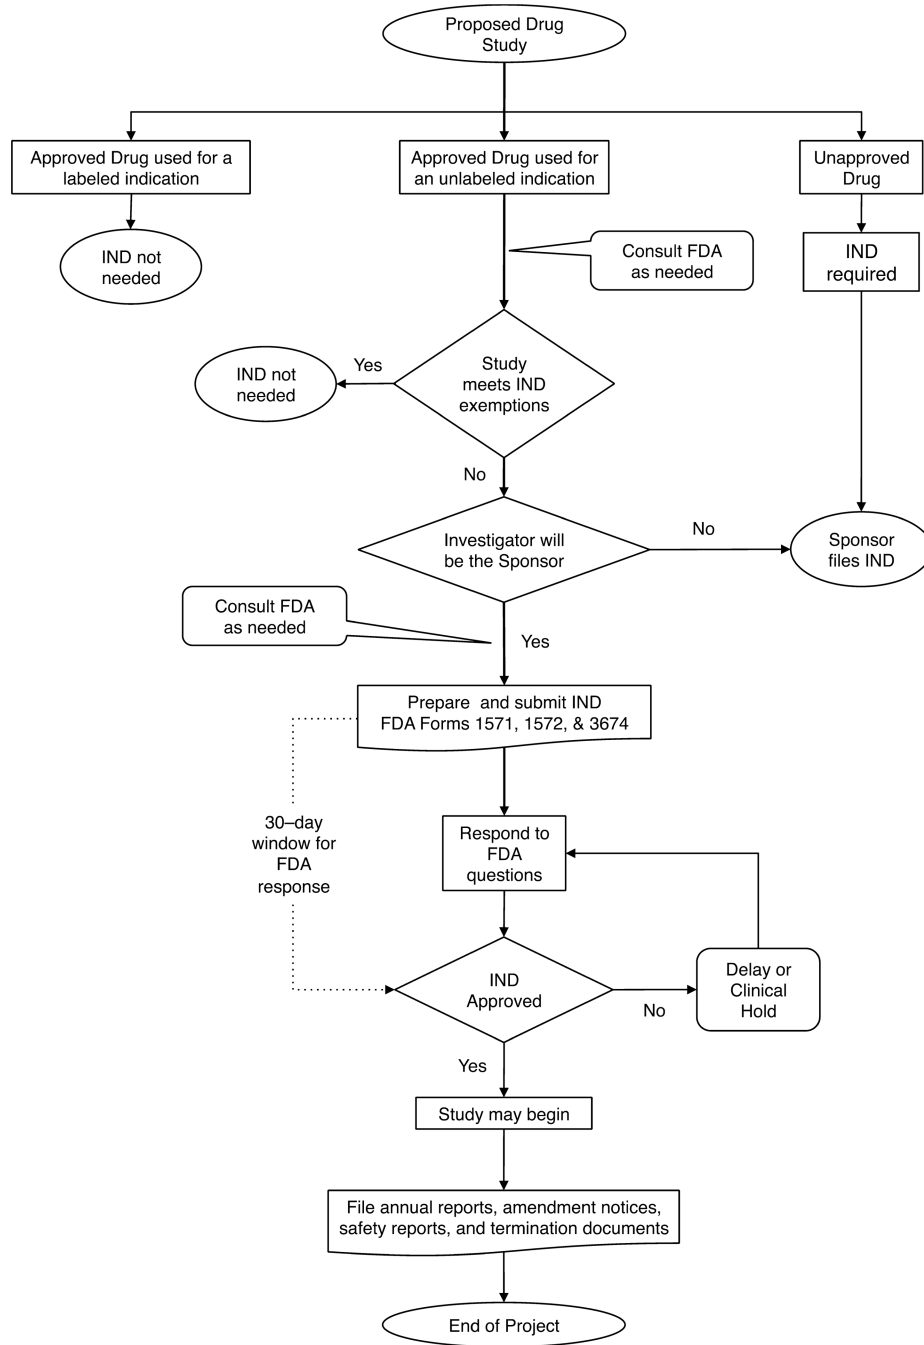 Proposed Drug
Study
Approved Drug used for a
labeled indication
Approved Drug used for
an unlabeled indication
Unapproved
Drug
IND not
needed
Consult FDA
as needed
IND
required
Yes
IND not
needed
Study
meets IND
exemptions
No
Investigator will
be the Sponsor
No
Sponsor
files IND
Consult FDA
as needed
Yes
Prepare and submit IND
FDA Forms 1571, 1572, & 3674
30–day
window for
FDA
response
Respond to
FDA
questions
IND
Approved
No
Delay or
Clinical
Hold
Yes
Study may begin
File annual reports, amendment notices,
safety reports, and termination documents
End of Project